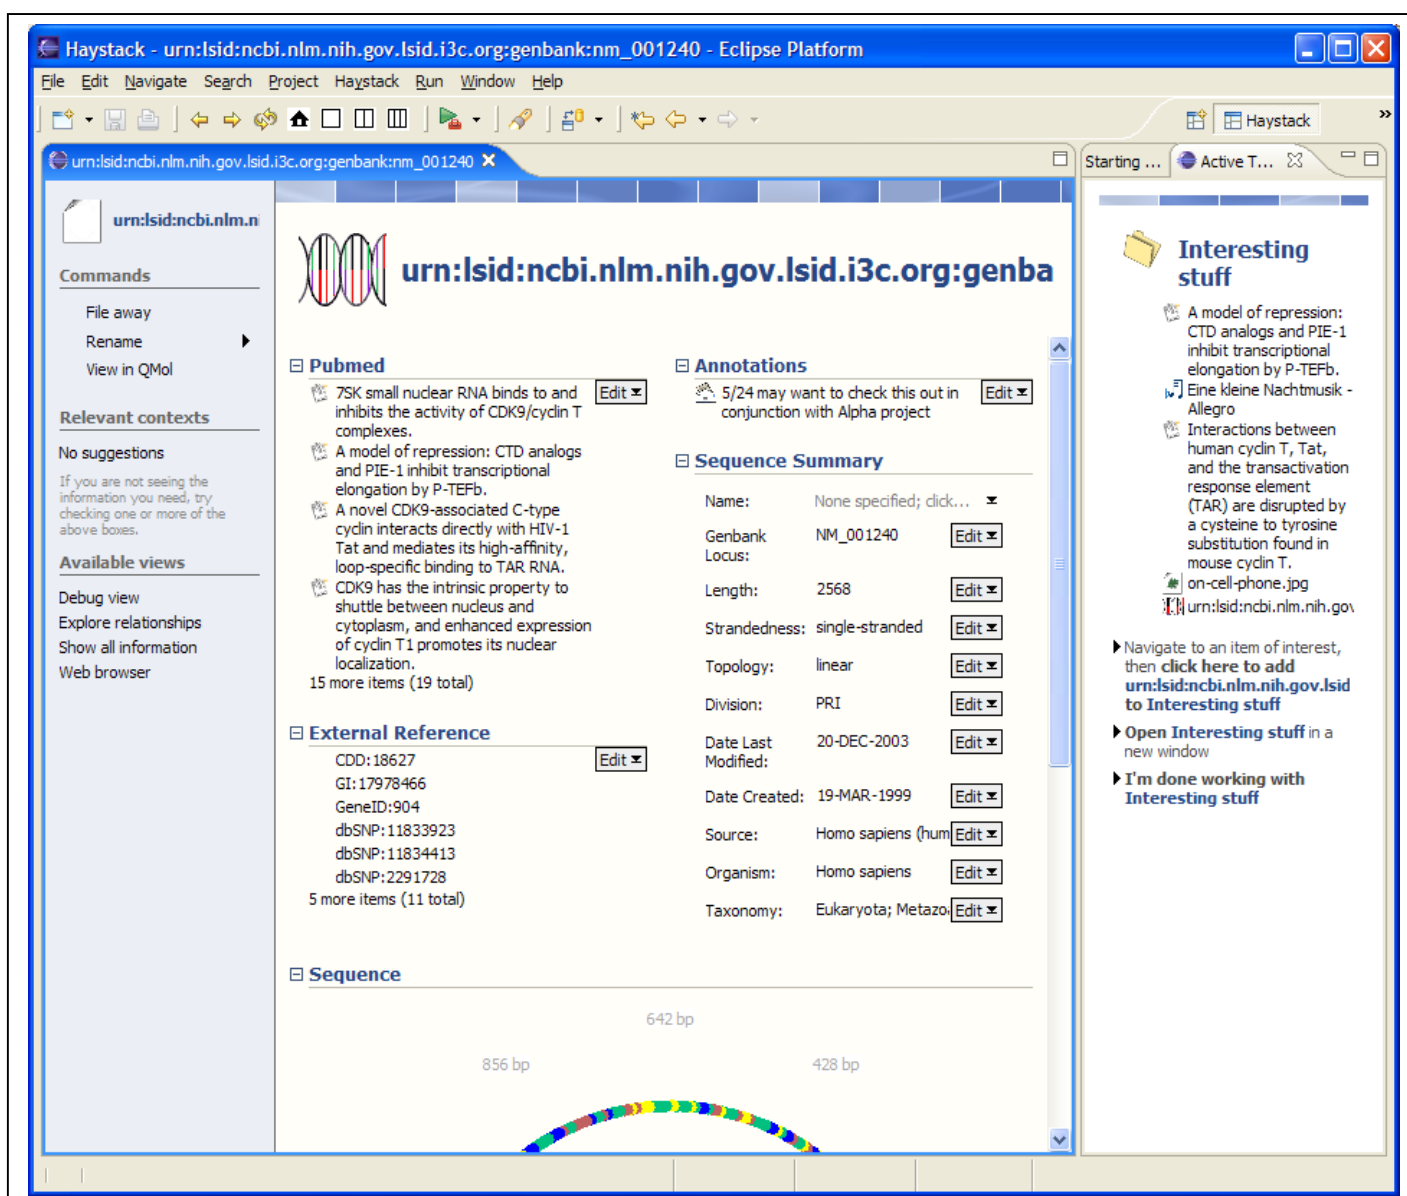 Haystack - urn:lsid:ncbi.nlm.nih.gov.lsid.i3c.org:genbank:nm_001240 - Eclipse Platform
File Edit Navigate Search Project Haystack Run Window Help
Haystack »
urn:lsid:ncbi.nlm.nih.gov.lsid.i3c.org:genbank:nm_001240
Starting ... Active T...
urn:lsid:ncbi.nlm.ni
Commands
File away
Rename
View in QMol
Relevant contexts
No suggestions
If you are not seeing the
information you need, try
checking one or more of the
above boxes.
Available views
Debug view
Explore relationships
Show all information
Web browser
urn:lsid:ncbi.nlm.nih.gov.lsid.i3c.org:genba
Pubmed
7SK small nuclear RNA binds to and Edit
inhibits the activity of CDK9/cyclin T
complexes.
A model of repression: CTD analogs
and PIE-1 inhibit transcriptional
elongation by P-TEFb.
A novel CDK9-associated C-type
cyclin interacts directly with HIV-1
Tat and mediates its high-affinity,
loop-specific binding to TAR RNA.
CDK9 has the intrinsic property to
shuttle between nucleus and
cytoplasm, and enhanced expression
of cyclin T1 promotes its nuclear
localization.
15 more items (19 total)
External Reference
CDD:18627 Edit
GI:17978466
GeneID:904
dbSNP:11833923
dbSNP:11834413
dbSNP:2291728
5 more items (11 total)
Annotations
5/24 may want to check this out in Edit
conjunction with Alpha project
Sequence Summary
Name: None specified; click...
Genbank NM_001240 Edit
Locus:
Length: 2568 Edit
Strandedness: single-stranded Edit
Topology: linear Edit
Division: PRI Edit
Date Last 20-DEC-2003 Edit
Modified:
Date Created: 19-MAR-1999 Edit
Source: Homo sapiens (hum Edit
Organism: Homo sapiens Edit
Taxonomy: Eukaryota; Metazo Edit
Sequence
642 bp
856 bp 428 bp
Interesting
stuff
A model of repression:
CTD analogs and PIE-1
inhibit transcriptional
elongation by P-TEFb.
Eine kleine Nachtmusik -
Allegro
Interactions between
human cyclin T, Tat,
and the transactivation
response element
(TAR) are disrupted by
a cysteine to tyrosine
substitution found in
mouse cyclin T.
on-cell-phone.jpg
urn:lsid:ncbi.nlm.nih.gov
Navigate to an item of interest,
then click here to add
urn:lsid:ncbi.nlm.nih.gov.lsid
to Interesting stuff
Open Interesting stuff in a
new window
I'm done working with
Interesting stuff